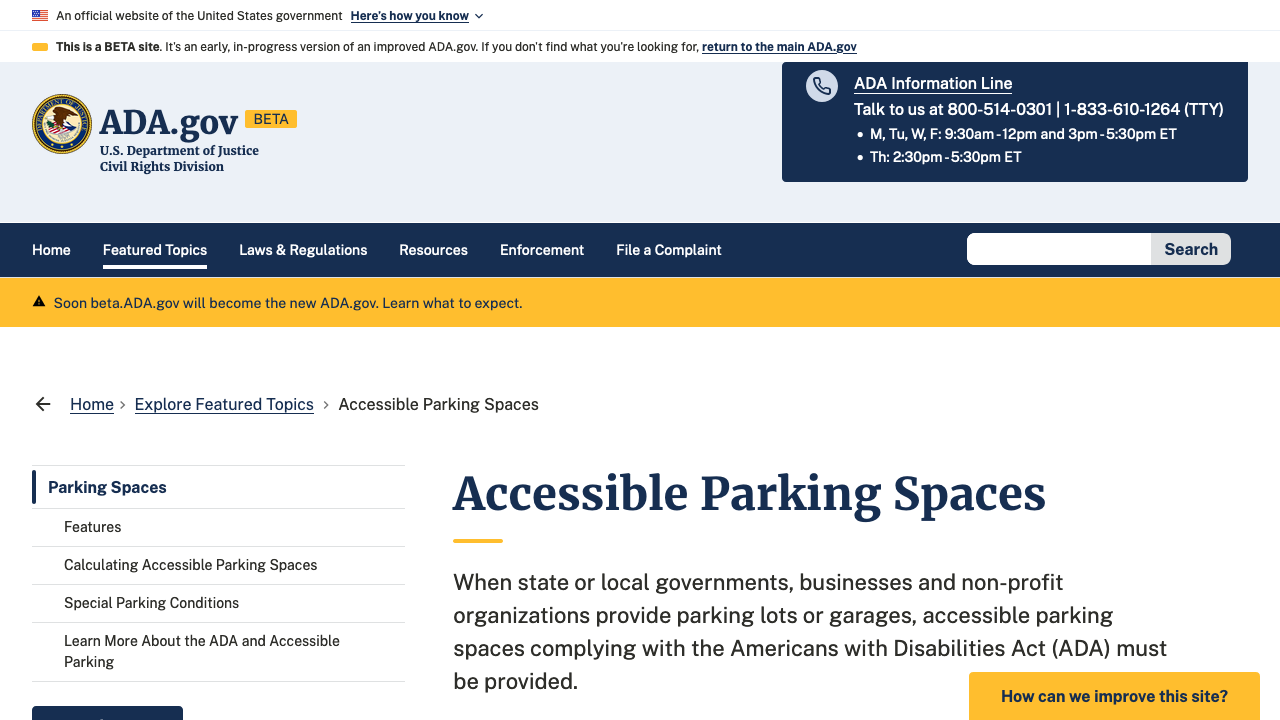 An official website of the United States government Here's how you know
This is a BETA site. It's an early, in-progress version of an improved ADA.gov. If you don't find what you're looking for, return to the main ADA.gov
ADA Information Line
Talk to us at 800-514-0301 | 1-833-610-1264 (TTY)
• M, Tu, W, F: 9:30am - 12pm and 3pm - 5:30pm ET
• Th: 2:30pm - 5:30pm ET
ADA.gov BETA
U.S. Department of Justice
Civil Rights Division
Home Featured Topics Laws & Regulations Resources Enforcement File a Complaint Search
Soon beta.ADA.gov will become the new ADA.gov. Learn what to expect.
Home › Explore Featured Topics › Accessible Parking Spaces
Parking Spaces
Features
Calculating Accessible Parking Spaces
Special Parking Conditions
Learn More About the ADA and Accessible
Parking
Accessible Parking Spaces
When state or local governments, businesses and non-profit
organizations provide parking lots or garages, accessible parking
spaces complying with the Americans with Disabilities Act (ADA) must
be provided.
How can we improve this site?